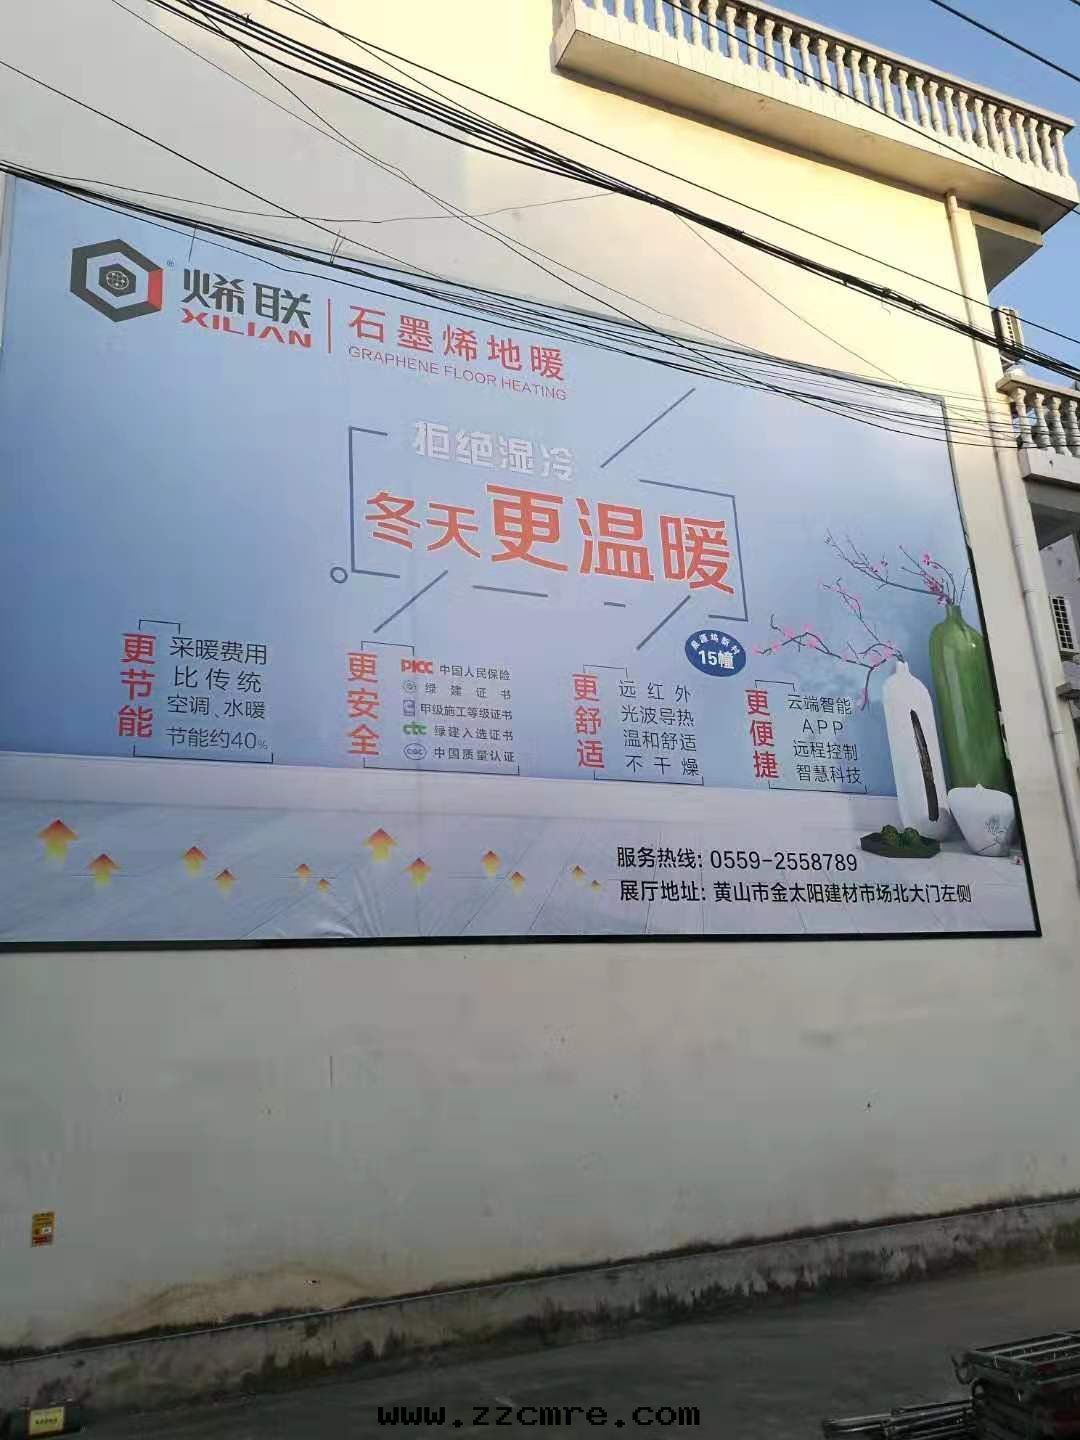 烯联
XILIAN
石墨烯地暖
GRAPHENE FLOOR HEATING
拒绝湿冷
冬天更温暖
15幢
更节能
采暖费用
比传统
空调、水暖
节能约40%
更安全
PICC 中国人民保险
绿建证书
甲级施工等级证书
CTC 绿建入选证书
CQC 中国质量认证
更舒适
远红外
光波导热
温和舒适
不干燥
更便捷
云端智能
APP
远程控制
智慧科技
服务热线: 0559-2558789
展厅地址: 黄山市金太阳建材市场北大门左侧
www.zzcmre.com